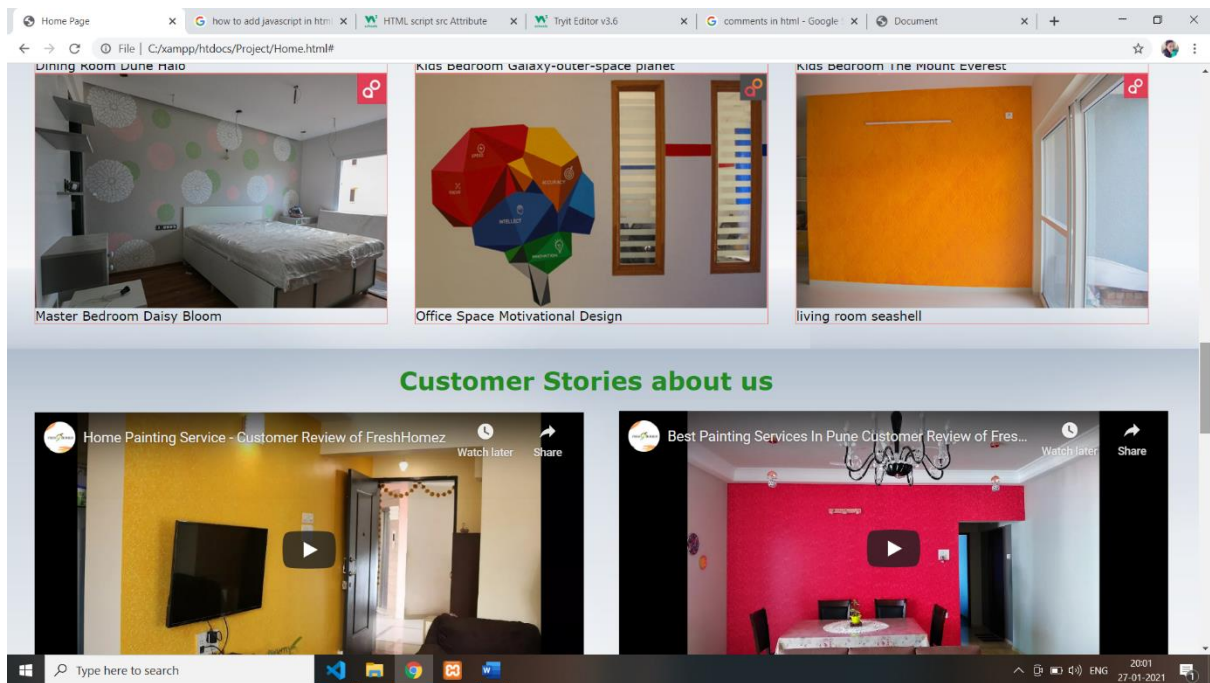 Home Page
how to add javascript in html
HTML script src Attribute
Tryit Editor v3.6
comments in html - Google
Document
File | C:/xampp/htdocs/Project/Home.html#
Dining Room Dune Halo
Kids Bedroom Galaxy-outer-space planet
Kids Bedroom The Mount Everest
INTELLECT
Master Bedroom Daisy Bloom
Office Space Motivational Design
living room seashell
Customer Stories about us
Home Painting Service - Customer Review of FreshHomez
Watch later
Share
Best Painting Services In Pune Customer Review of Fres...
Watch later
Share
Type here to search
ENG
20:01
27-01-2021